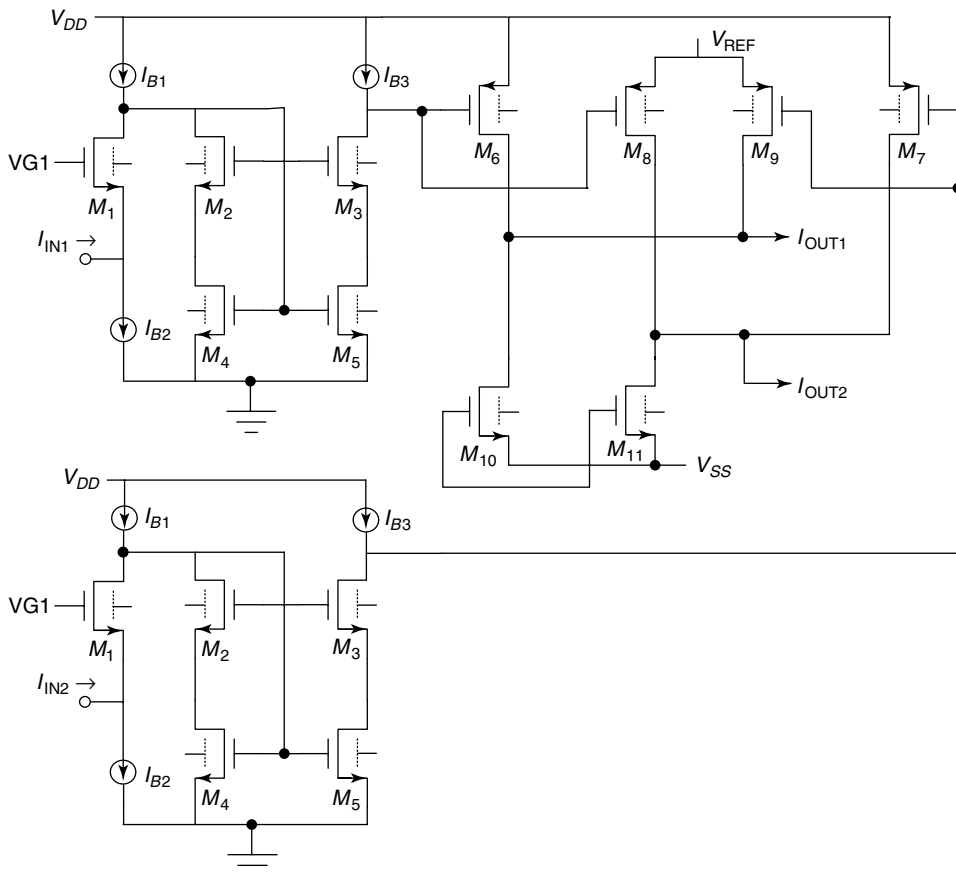 V_DD
I_B1
I_B3
V_REF
VG1
M_1
M_2
M_3
M_6
M_8
M_9
M_7
I_IN1 →
I_OUT1
I_B2
M_4
M_5
I_OUT2
M_10
M_11
V_SS
V_DD
I_B1
I_B3
VG1
M_1
M_2
M_3
I_IN2 →
I_B2
M_4
M_5